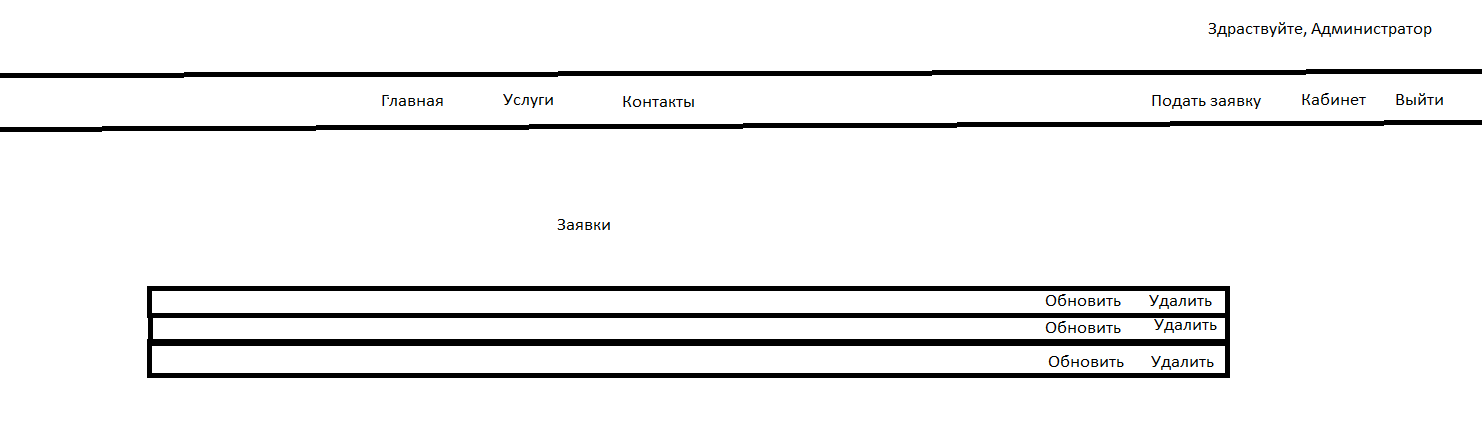 Здраствуйте, Администратор
Главная Услуги Контакты Подать заявку Кабинет Выйти
Заявки
Обновить Удалить
Обновить Удалить
Обновить Удалить